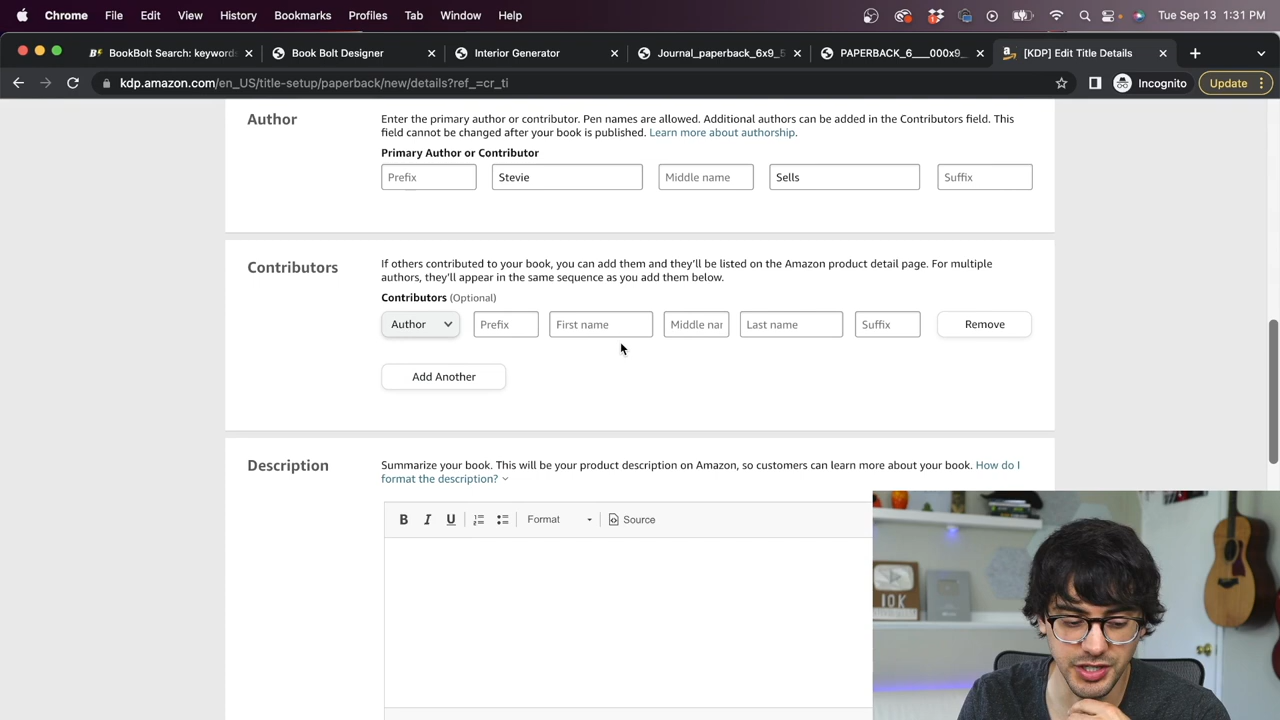 Chrome File Edit View History Bookmarks Profiles Tab Window Help Tue Sep 13 1:31 PM
BookBolt Search: keyword Book Bolt Designer Interior Generator Journal_paperback_6x9_5 PAPERBACK_6___000x9_ [KDP] Edit Title Details
kdp.amazon.com/en_US/title-setup/paperback/new/details?ref_=cr_ti Incognito Update
Author
Enter the primary author or contributor. Pen names are allowed. Additional authors can be added in the Contributors field. This
field cannot be changed after your book is published. Learn more about authorship.
Primary Author or Contributor
Prefix Stevie Middle name Sells Suffix
Contributors
If others contributed to your book, you can add them and they'll be listed on the Amazon product detail page. For multiple
authors, they'll appear in the same sequence as you add them below.
Contributors (Optional)
Author Prefix First name Middle nar Last name Suffix Remove
Add Another
Description
Summarize your book. This will be your product description on Amazon, so customers can learn more about your book. How do I
format the description?
B I U Format Source
10K